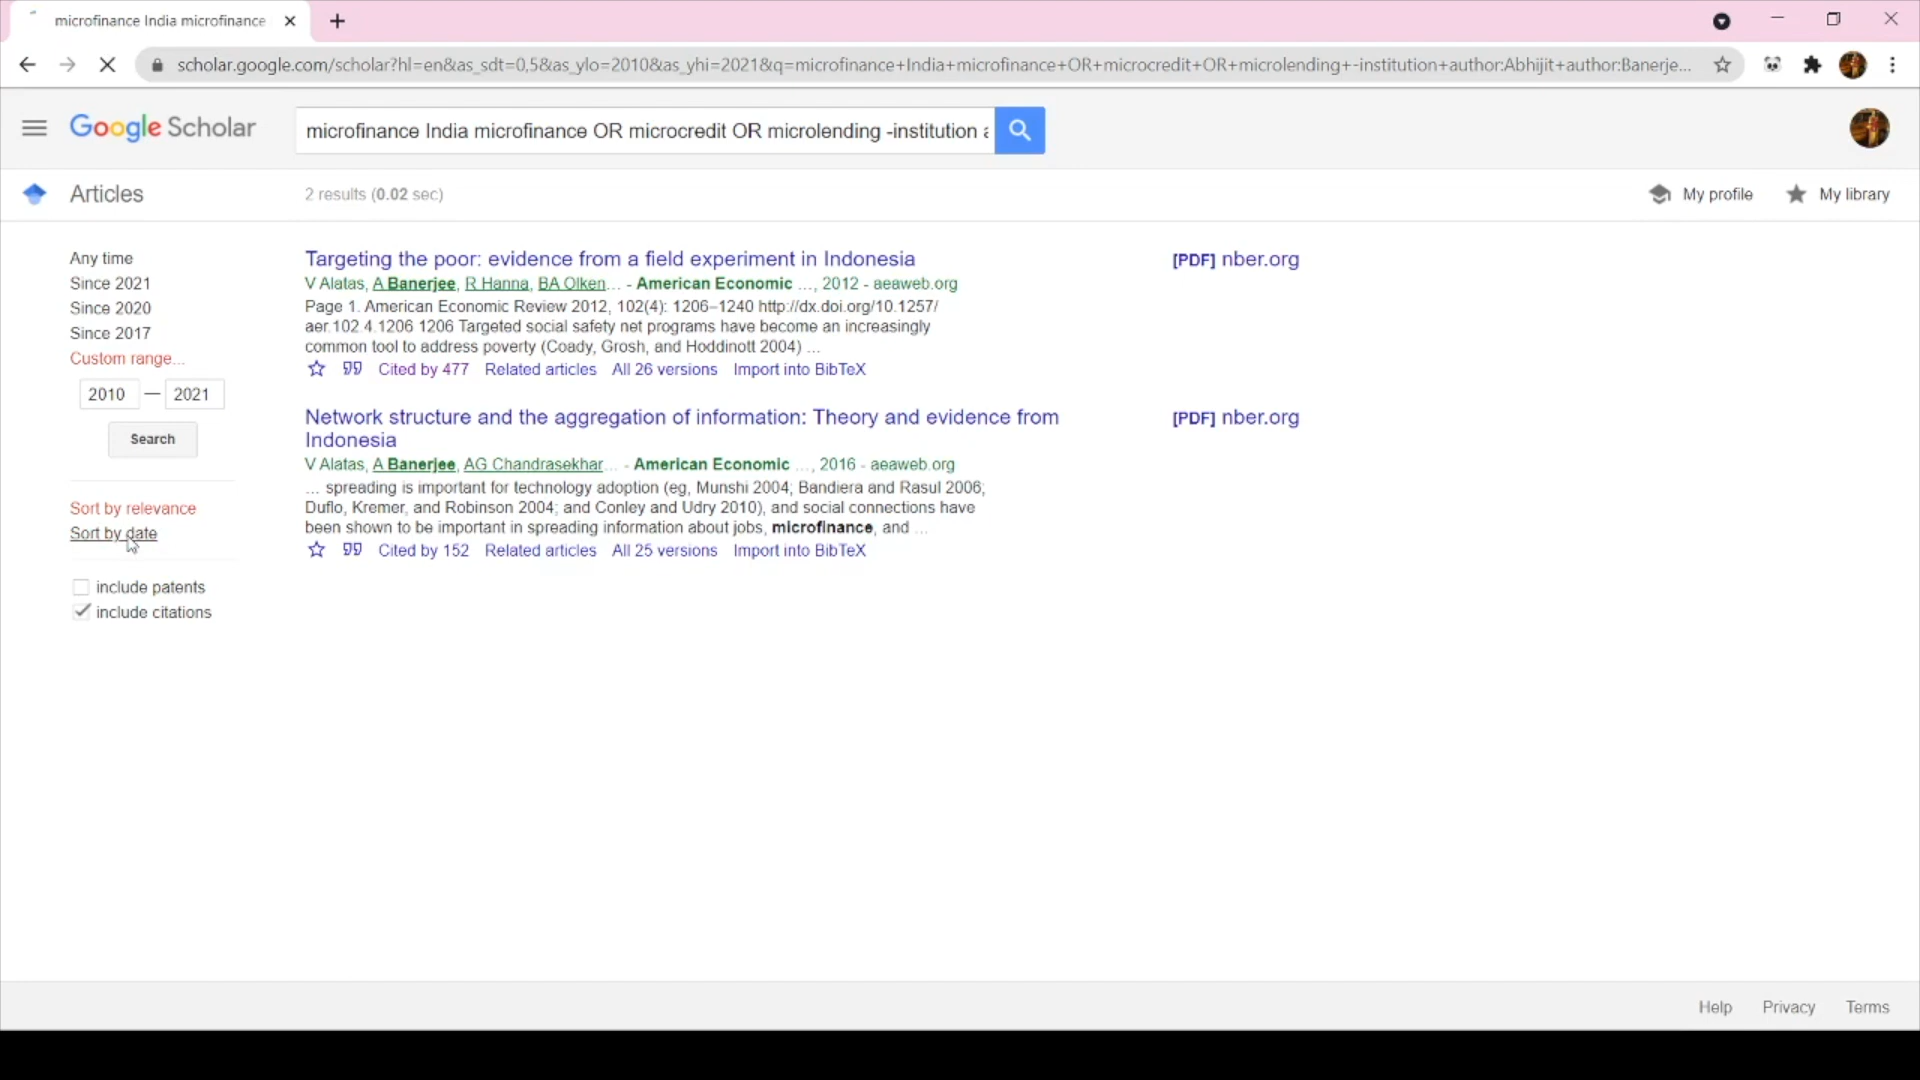 microfinance India microfinance
scholar.google.com/scholar?hl=en&as_sdt=0,5&as_ylo=2010&as_yhi=2021&q=microfinance+India+microfinance+OR+microcredit+OR+microlending+-institution+author:Abhijit+author:Banerje...
Google Scholar
microfinance India microfinance OR microcredit OR microlending -institution a
Articles
2 results (0.02 sec)
My profile
My library
Any time
Since 2021
Since 2020
Since 2017
Custom range...
2010 — 2021
Search
Sort by relevance
Sort by date
include patents
include citations
Targeting the poor: evidence from a field experiment in Indonesia
V Alatas, A Banerjee, R Hanna, BA Olken... - American Economic ..., 2012 - aeaweb.org
Page 1. American Economic Review 2012, 102(4): 1206–1240 http://dx.doi.org/10.1257/
aer.102.4.1206 1206 Targeted social safety net programs have become an increasingly
common tool to address poverty (Coady, Grosh, and Hoddinott 2004) ...
Cited by 477 Related articles All 26 versions Import into BibTeX
[PDF] nber.org
Network structure and the aggregation of information: Theory and evidence from
Indonesia
V Alatas, A Banerjee, AG Chandrasekhar... - American Economic ..., 2016 - aeaweb.org
... spreading is important for technology adoption (eg, Munshi 2004; Bandiera and Rasul 2006;
Duflo, Kremer, and Robinson 2004; and Conley and Udry 2010), and social connections have
been shown to be important in spreading information about jobs, microfinance, and ...
Cited by 152 Related articles All 25 versions Import into BibTeX
[PDF] nber.org
Help Privacy Terms